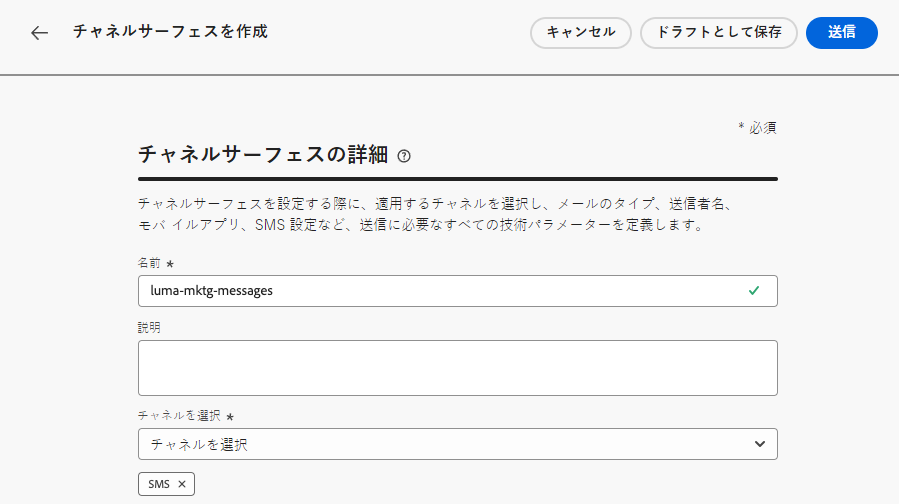 チャネルサーフェスを作成
キャンセル
ドラフトとして保存
送信
* 必須
チャネルサーフェスの詳細
チャネルサーフェスを設定する際に、適用するチャネルを選択し、メールのタイプ、送信者名、
モバ イルアプリ、SMS 設定など、送信に必要なすべての技術パラメーターを定義します。
名前 *
luma-mktg-messages
説明
チャネルを選択 *
チャネルを選択
SMS